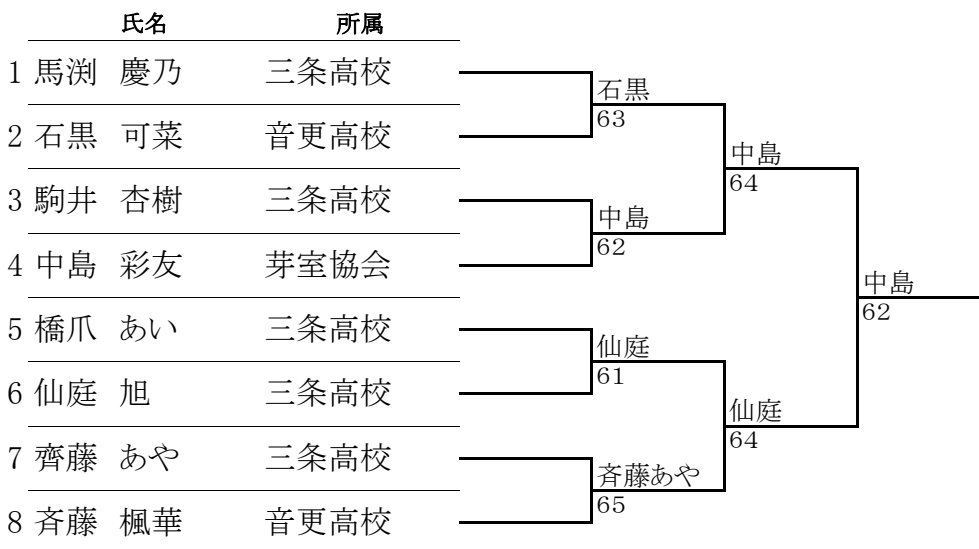 氏名 所属
1 馬渕 慶乃 三条高校
石黒
63
2 石黒 可菜 音更高校
中島
64
3 駒井 杏樹 三条高校
中島
62
4 中島 彩友 芽室協会
中島
62
5 橋爪 あい 三条高校
仙庭
61
6 仙庭 旭 三条高校
仙庭
64
7 齊藤 あや 三条高校
斉藤あや
65
8 斉藤 楓華 音更高校